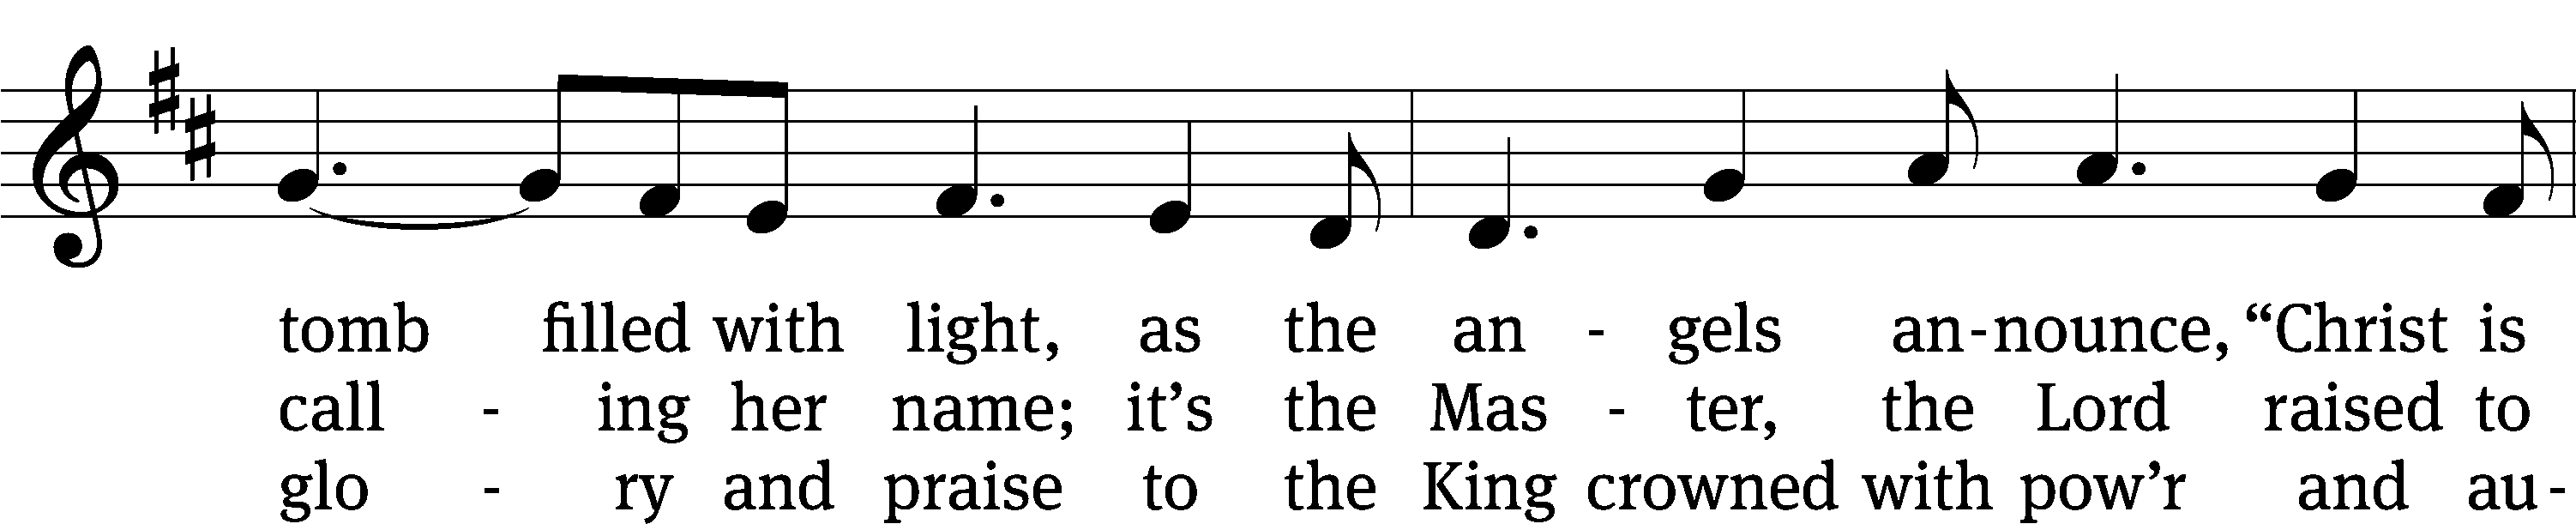 tomb filled with light, as the an - gels an-nounce, “Christ is
call - ing her name; it’s the Mas - ter, the Lord raised to
glo - ry and praise to the King crowned with pow’r and au-